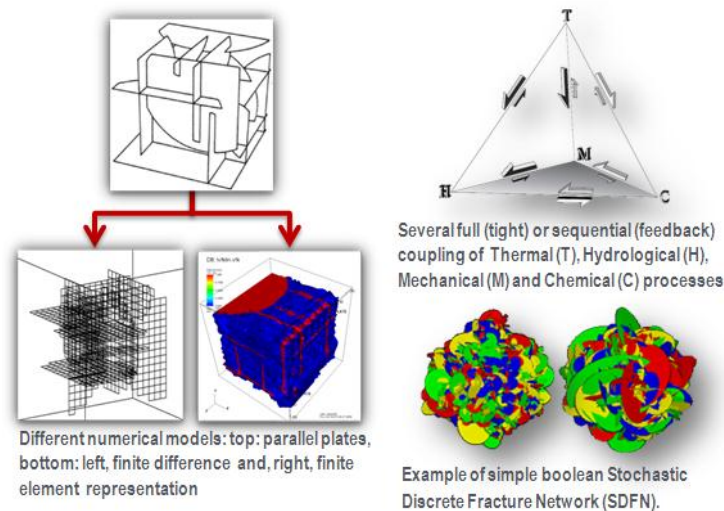 T
M
H
C
Several full (tight) or sequential (feedback)
coupling of Thermal (T), Hydrological (H),
Mechanical (M) and Chemical (C) processes
Different numerical models: top: parallel plates,
bottom: left, finite difference and, right, finite
element representation
Example of simple boolean Stochastic
Discrete Fracture Network (SDFN).